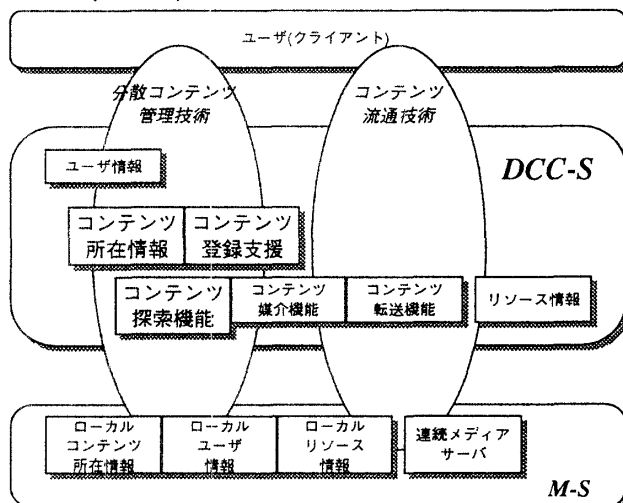 ユーザ(クライアント)
分散コンテンツ
管理技術
コンテンツ
流通技術
ユーザ情報
DCC-S
コンテンツ
所在情報
コンテンツ
登録支援
コンテンツ
探索機能
コンテンツ
媒介機能
コンテンツ
転送機能
リソース情報
ローカル
コンテンツ
所在情報
ローカル
ユーザ
情報
ローカル
リソース
情報
連続メディア
サーバ
M-S